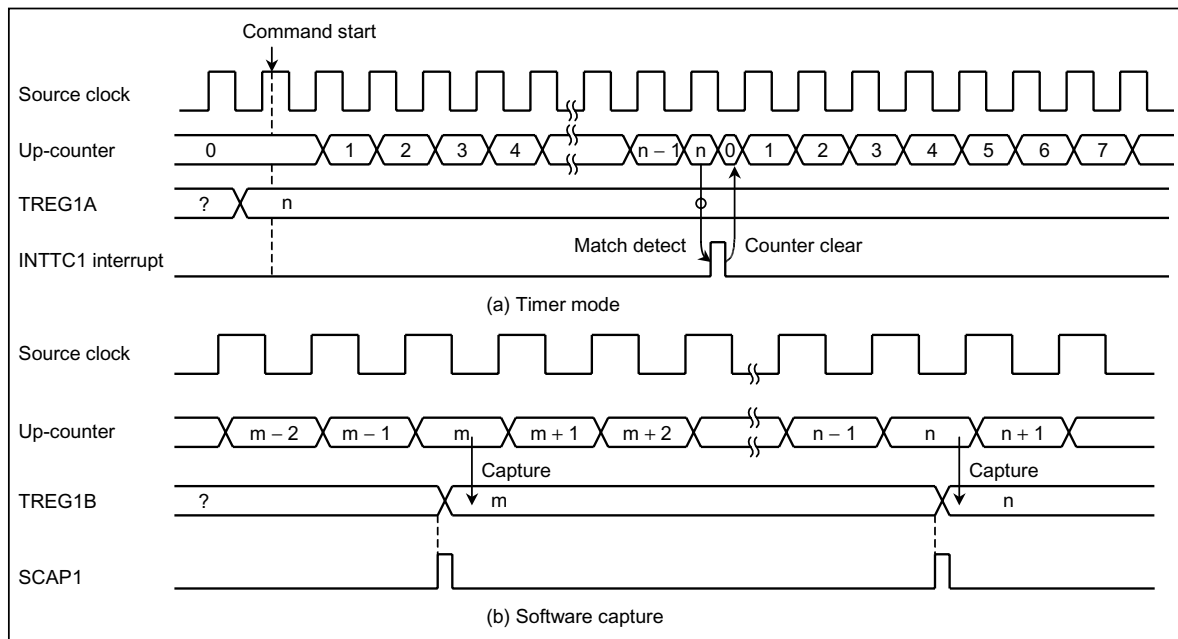 Command start
Source clock
Up-counter 0 1 2 3 4 n – 1 n 0 1 2 3 4 5 6 7
TREG1A ? n
Match detect Counter clear
INTTC1 interrupt
(a) Timer mode
Source clock
Up-counter m – 2 m – 1 m m + 1 m + 2 n – 1 n n + 1
Capture Capture
TREG1B ? m n
SCAP1
(b) Software capture